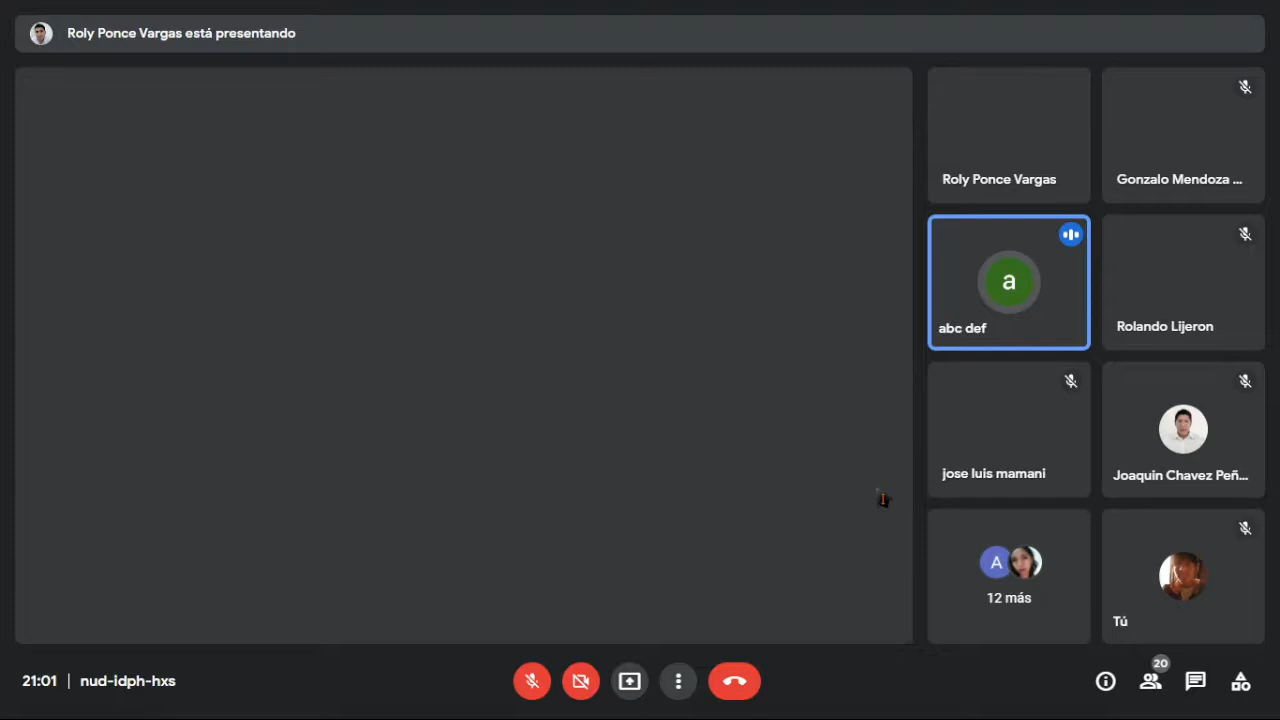 Roly Ponce Vargas está presentando
Roly Ponce Vargas
Gonzalo Mendoza ...
a
abc def
Rolando Lijeron
jose luis mamani
Joaquin Chavez Peñ...
A
12 más
Tú
21:01 | nud-idph-hxs
20